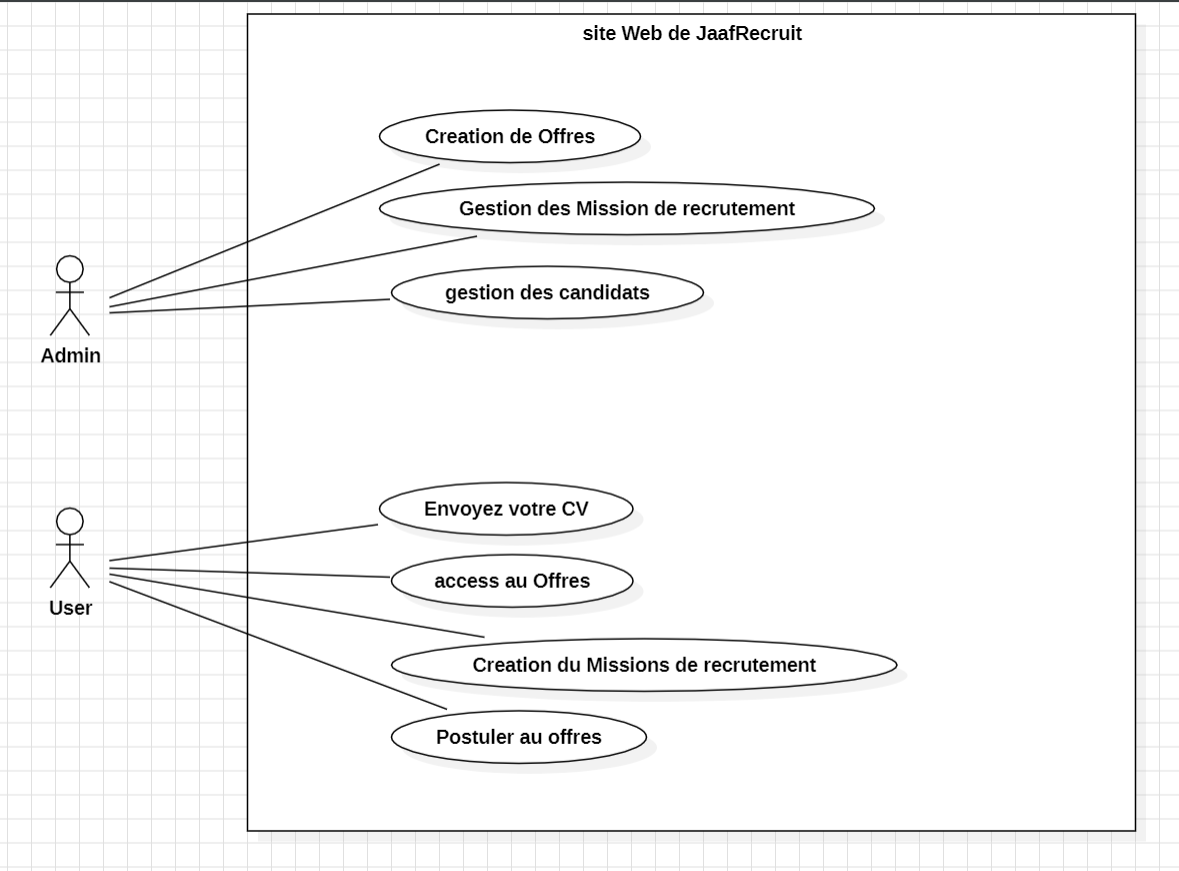 site Web de JaafRecruit
Creation de Offres
Gestion des Mission de recrutement
gestion des candidats
Admin
Envoyez votre CV
access au Offres
User
Creation du Missions de recrutement
Postuler au offres